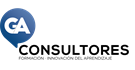 GA
CONSULTORES
FORMACIÓN · INNOVACIÓN DEL APRENDIZAJE